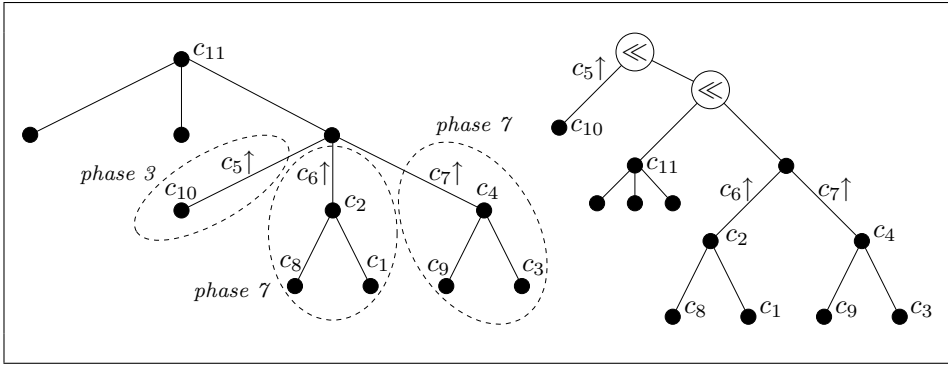 c₁₁
phase 7
phase 3
c₅↑
c₆↑
c₇↑
c₁₀
c₂
c₄
c₈
c₁
c₉
c₃
phase 7
≪
c₅↑
≪
c₁₀
c₁₁
c₆↑
c₇↑
c₂
c₄
c₈
c₁
c₉
c₃